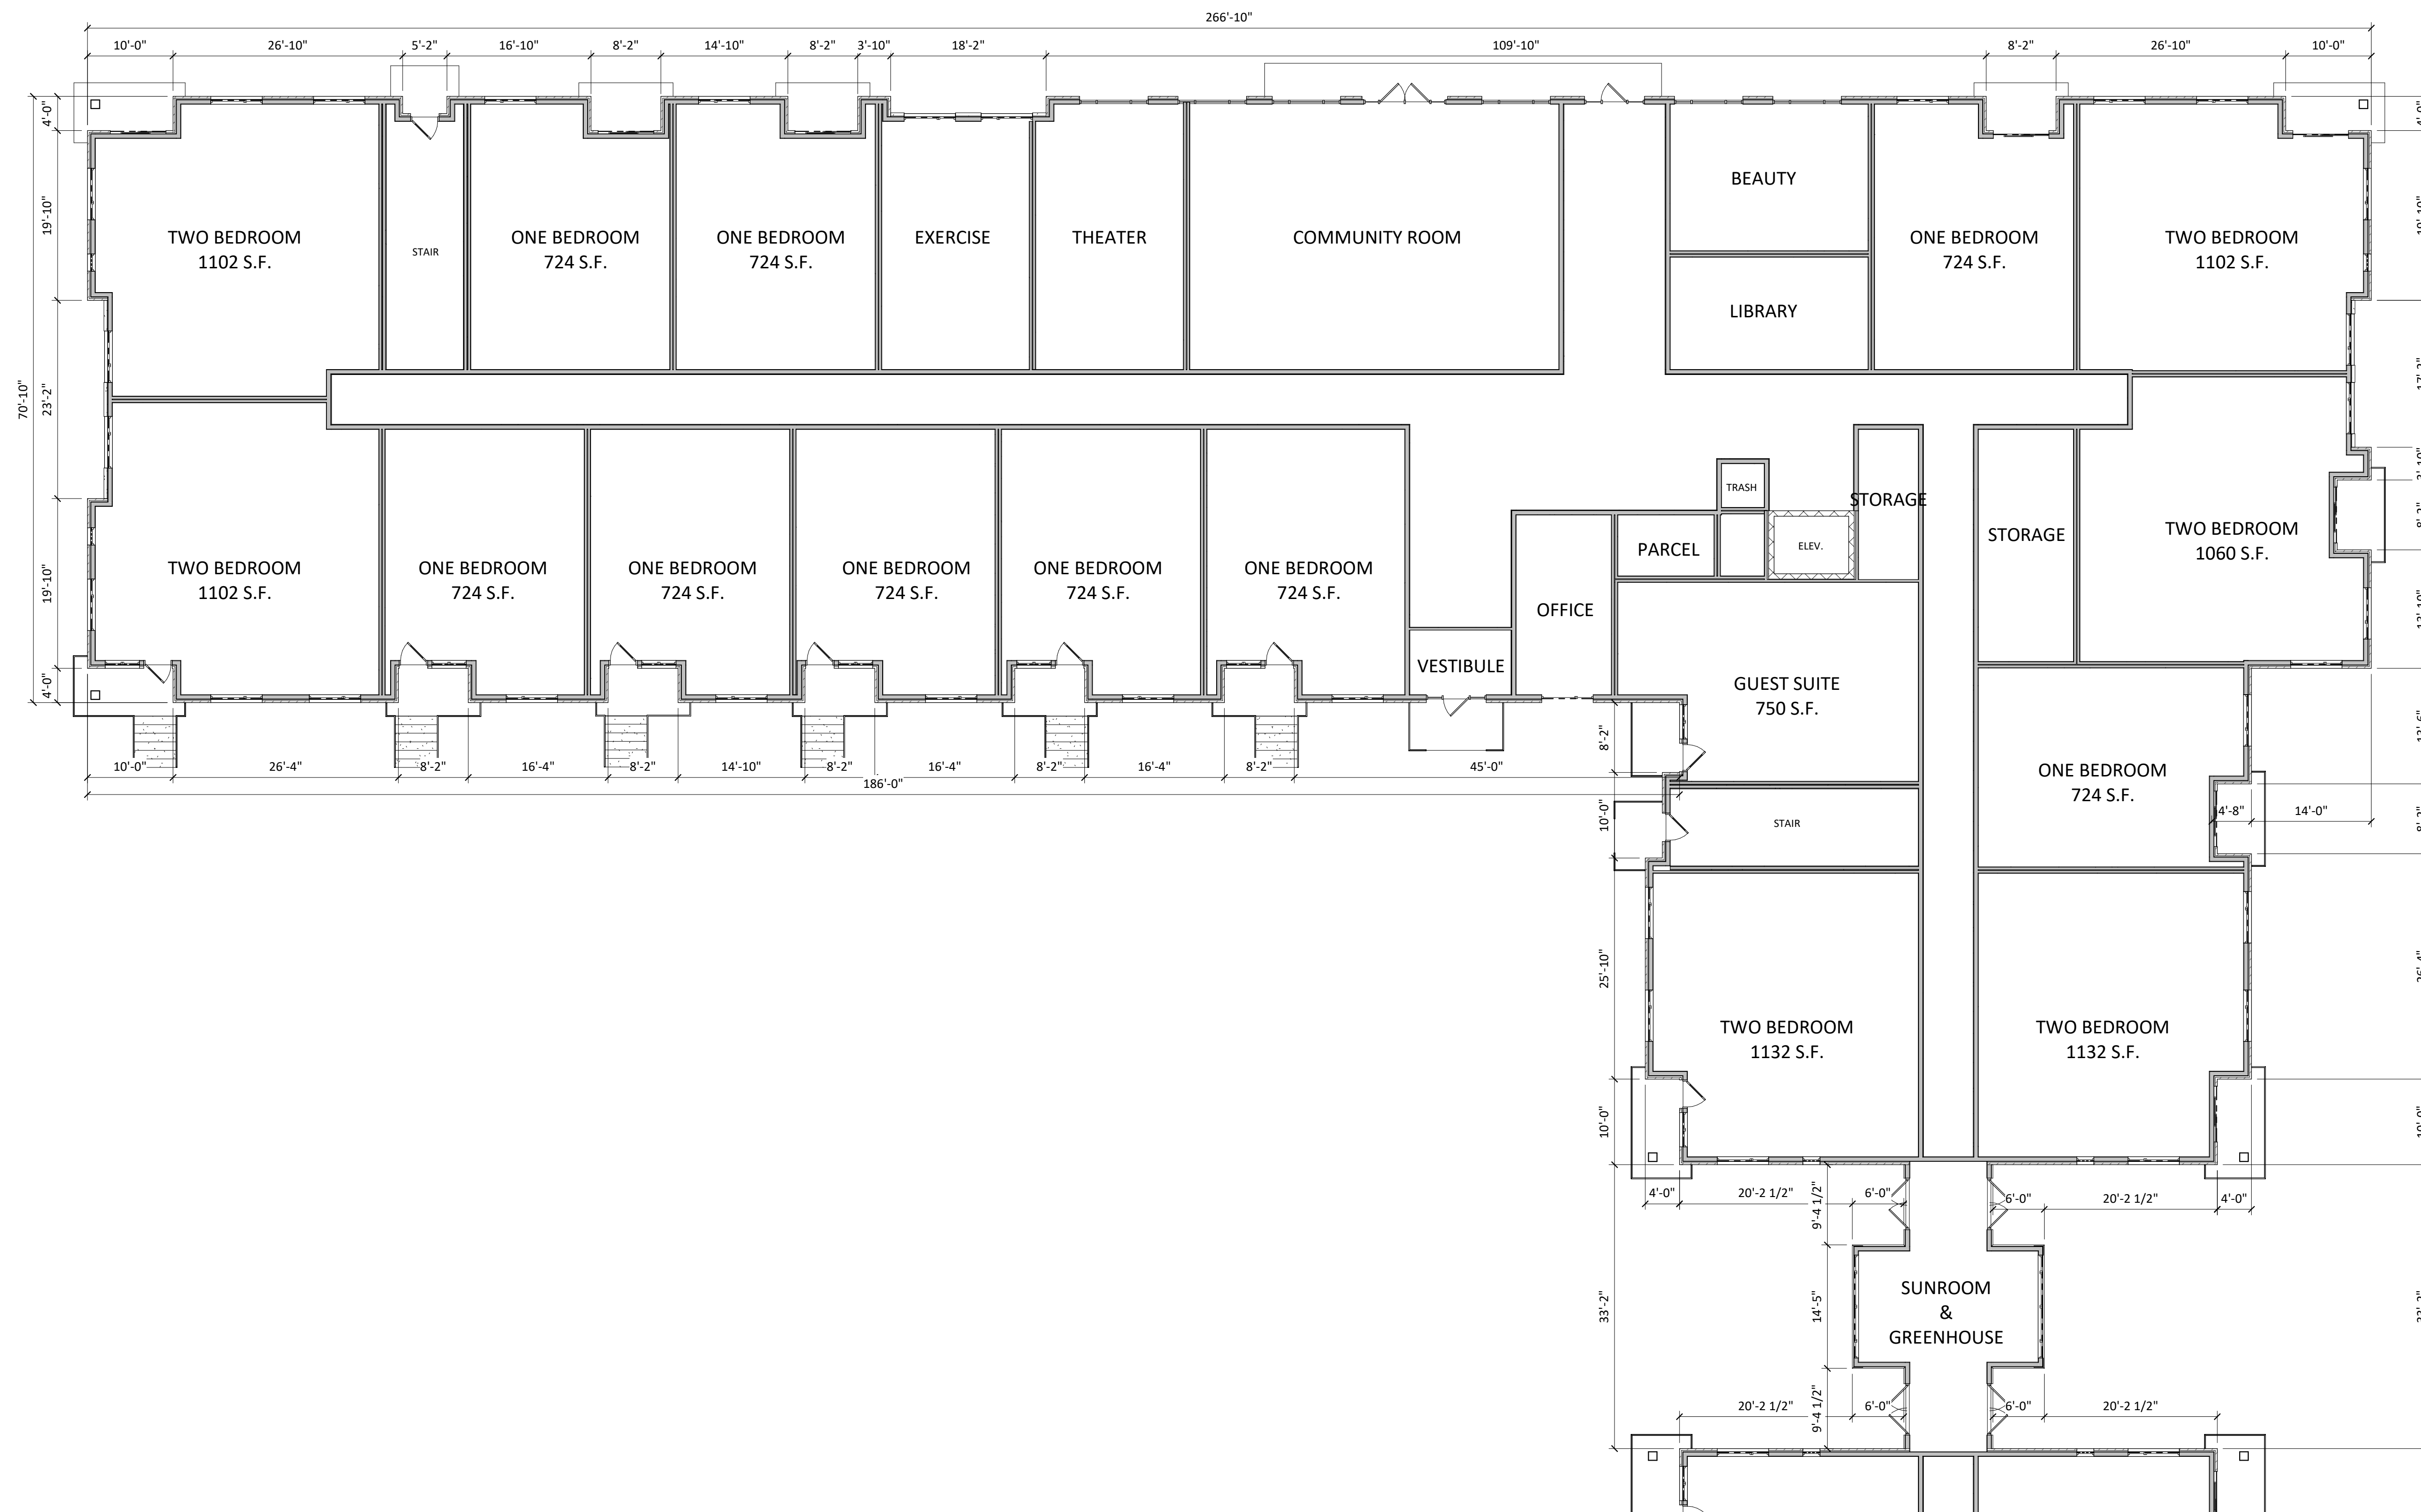 266'-10"
10'-0" 26'-10" 5'-2" 16'-10" 8'-2" 14'-10" 8'-2" 3'-10" 18'-2" 109'-10" 8'-2" 26'-10" 10'-0"
4'-0"
19'-10"
23'-2"
70'-10"
19'-10"
4'-0"
TWO BEDROOM
1102 S.F.
STAIR
ONE BEDROOM
724 S.F.
ONE BEDROOM
724 S.F.
EXERCISE
THEATER
COMMUNITY ROOM
BEAUTY
LIBRARY
ONE BEDROOM
724 S.F.
TWO BEDROOM
1102 S.F.
TWO BEDROOM
1102 S.F.
ONE BEDROOM
724 S.F.
ONE BEDROOM
724 S.F.
ONE BEDROOM
724 S.F.
ONE BEDROOM
724 S.F.
ONE BEDROOM
724 S.F.
VESTIBULE
OFFICE
PARCEL
TRASH
ELEV.
STORAGE
STORAGE
TWO BEDROOM
1060 S.F.
GUEST SUITE
750 S.F.
10'-0" 26'-4" 8'-2" 16'-4" 8'-2" 14'-10" 8'-2" 16'-4" 8'-2" 16'-4" 8'-2" 45'-0"
186'-0"
8'-2"
10'-0"
25'-10"
10'-0"
33'-2"
STAIR
ONE BEDROOM
724 S.F.
4'-8" 14'-0"
TWO BEDROOM
1132 S.F.
TWO BEDROOM
1132 S.F.
4'-0" 20'-2 1/2" 6'-0" 6'-0" 20'-2 1/2" 4'-0"
9'-4 1/2"
14'-5"
9'-4 1/2"
SUNROOM
&
GREENHOUSE
20'-2 1/2" 6'-0" 6'-0" 20'-2 1/2"